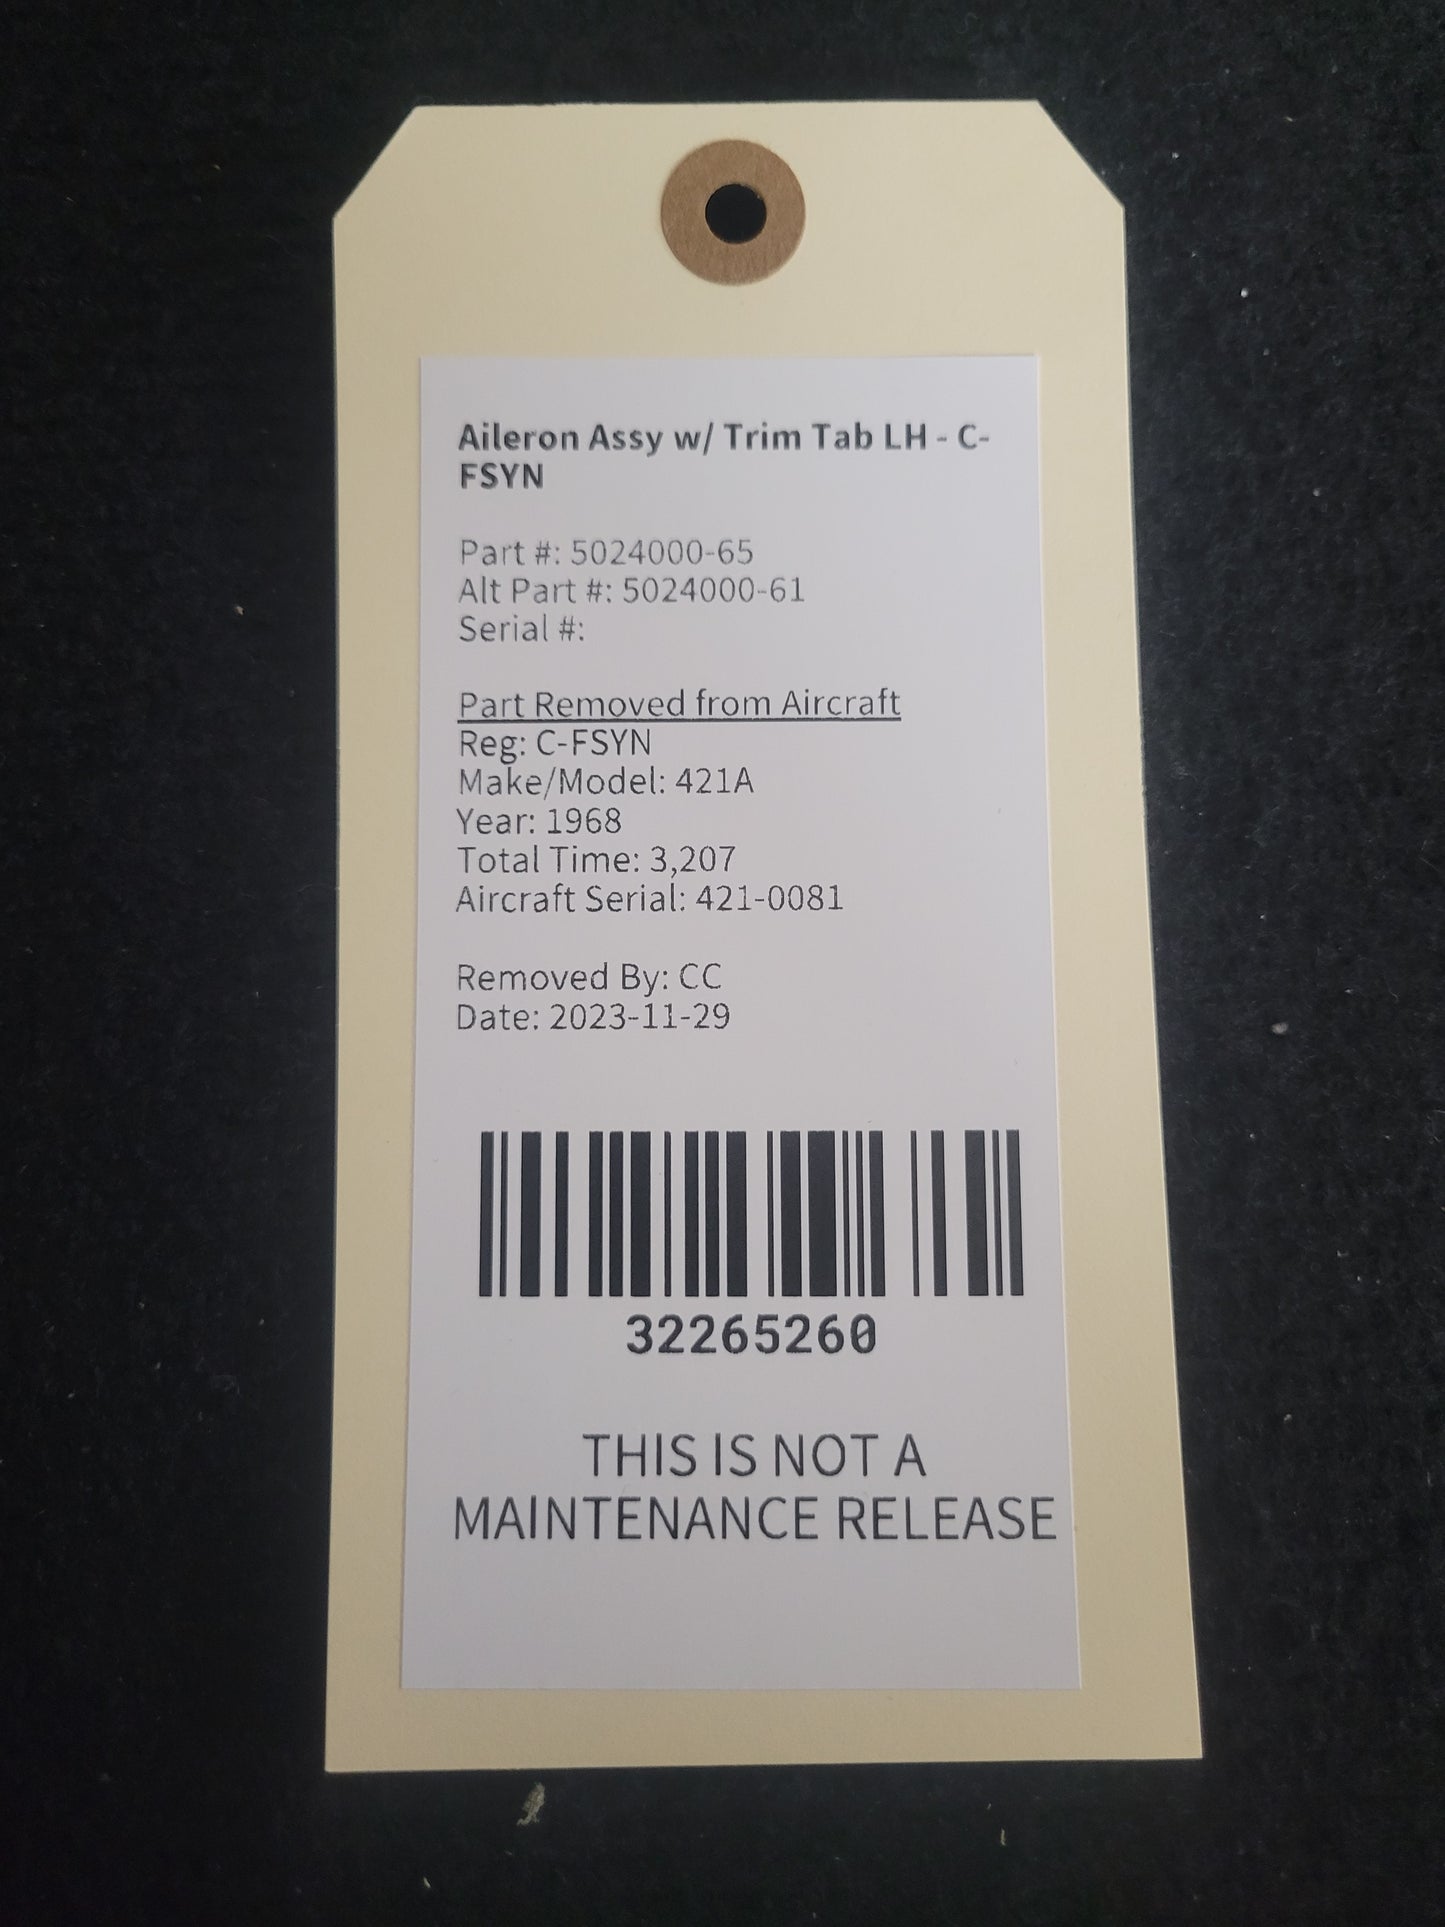 Aileron Assy w/ Trim Tab LH - C-
FSYN
Part #: 5024000-65
Alt Part #: 5024000-61
Serial #:
Part Removed from Aircraft
Reg: C-FSYN
Make/Model: 421A
Year: 1968
Total Time: 3,207
Aircraft Serial: 421-0081
Removed By: CC
Date: 2023-11-29
32265260
THIS IS NOT A
MAINTENANCE RELEASE